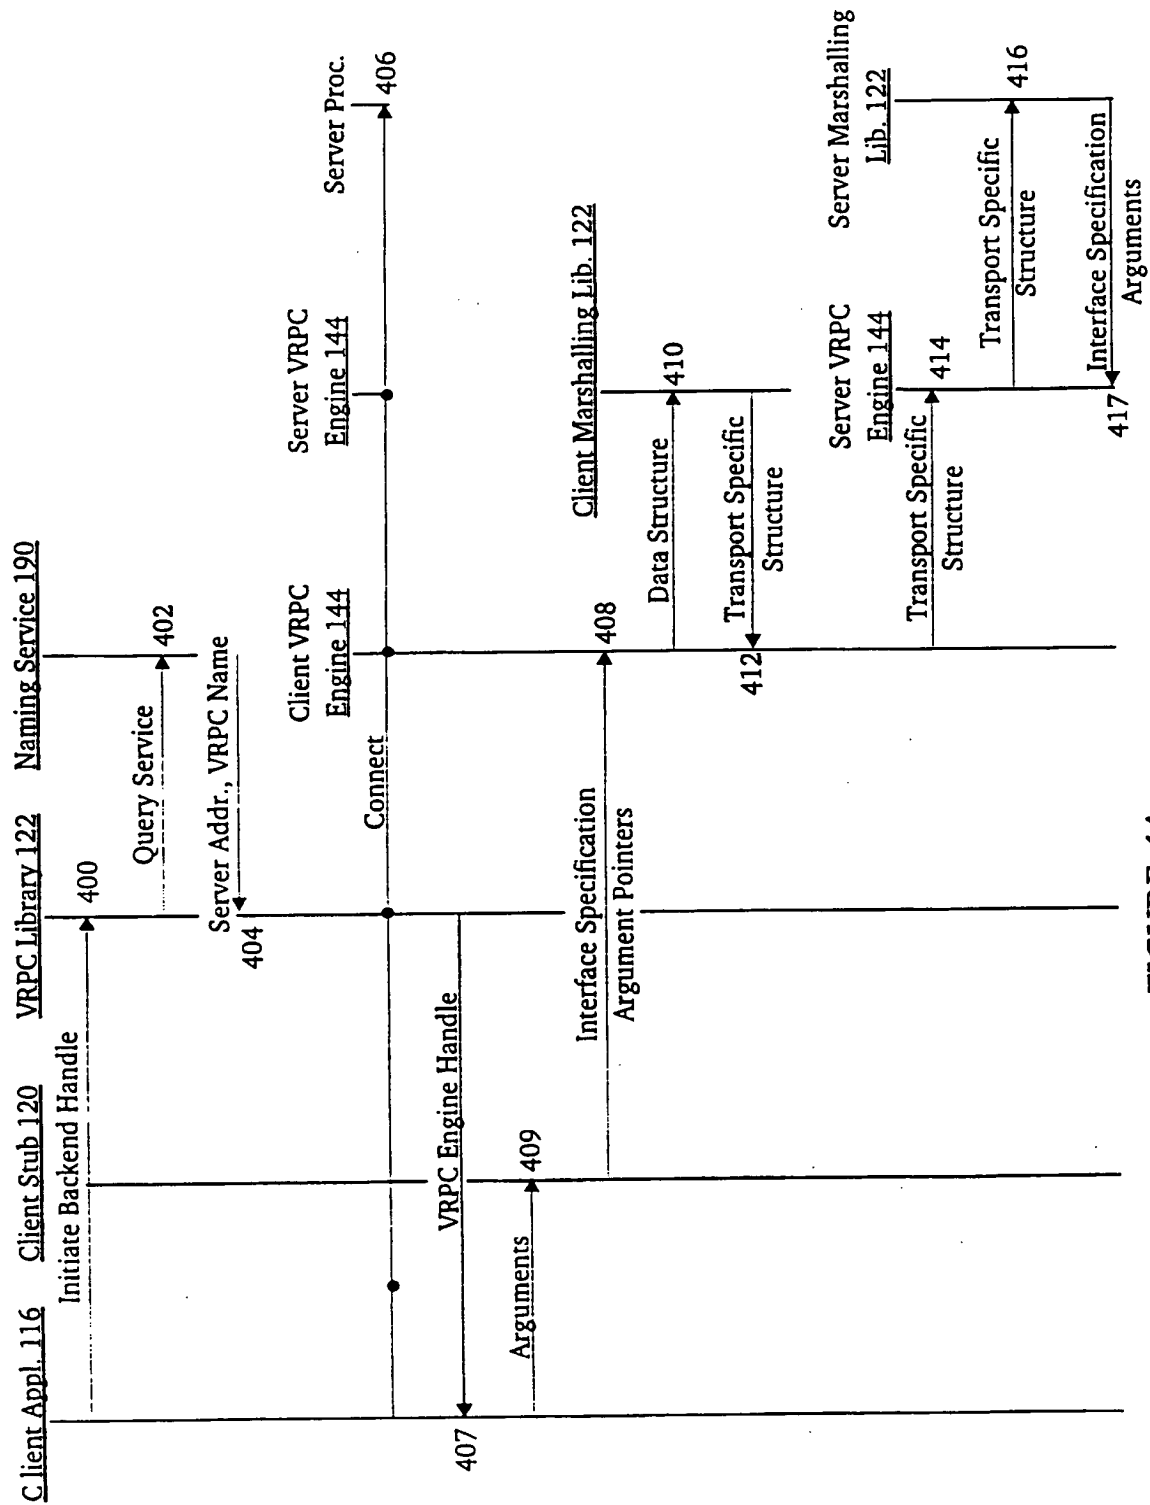 Client Appl. 116
Client Stub 120
VRPC Library 122
Naming Service 190
Initiate Backend Handle
400
Query Service
402
Server Addr., VRPC Name
404
Client VRPC
Engine 144
Server VRPC
Engine 144
Server Proc.
Connect
406
VRPC Engine Handle
407
Arguments
409
Interface Specification
Argument Pointers
408
Client Marshalling Lib. 122
Data Structure
410
Transport Specific
Structure
412
Server VRPC
Engine 144
Server Marshalling
Lib. 122
Transport Specific
Structure
414
Transport Specific
Structure
416
Interface Specification
Arguments
417